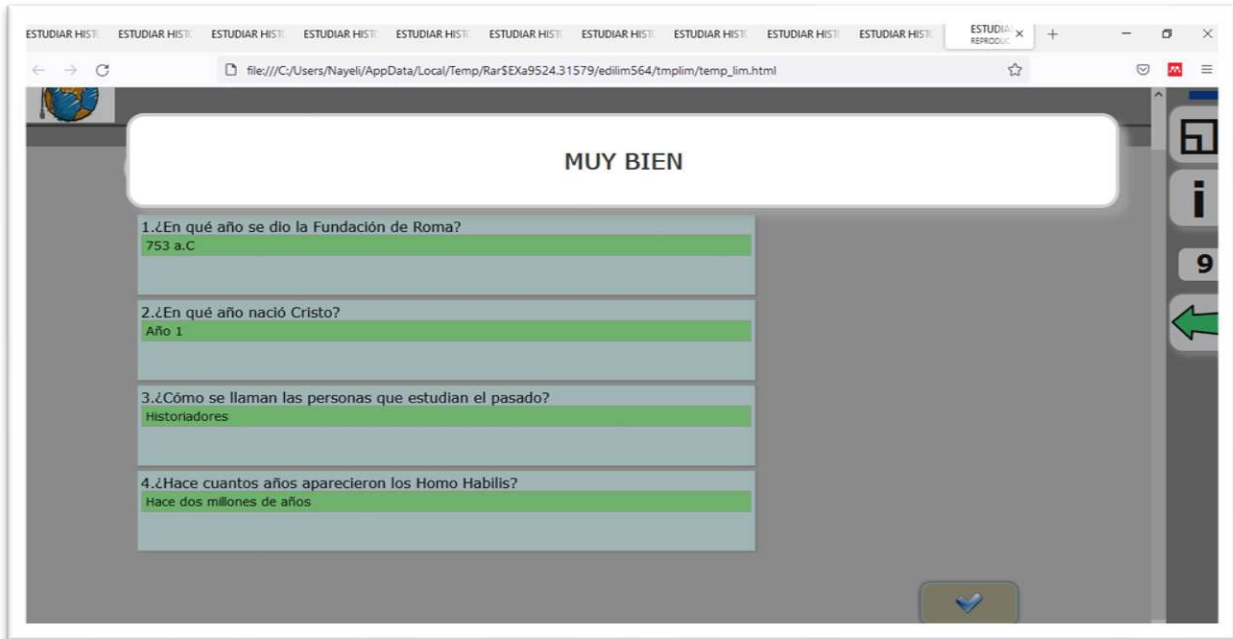 ESTUDIAR HIST ESTUDIAR HIST ESTUDIAR HIST ESTUDIAR HIST ESTUDIAR HIST ESTUDIAR HIST ESTUDIAR HIST ESTUDIAR HIST ESTUDIAR HIST ESTUDIAR HIST ESTUDIA
REPRODUC
file:///C:/Users/Nayeli/AppData/Local/Temp/Rar$EXa9524.31579/edilim564/tmplim/temp_lim.html
MUY BIEN
i
1.¿En qué año se dio la Fundación de Roma?
753 a.C
9
2.¿En qué año nació Cristo?
Año 1
3.¿Cómo se llaman las personas que estudian el pasado?
Historiadores
4.¿Hace cuantos años aparecieron los Homo Habilis?
Hace dos millones de años